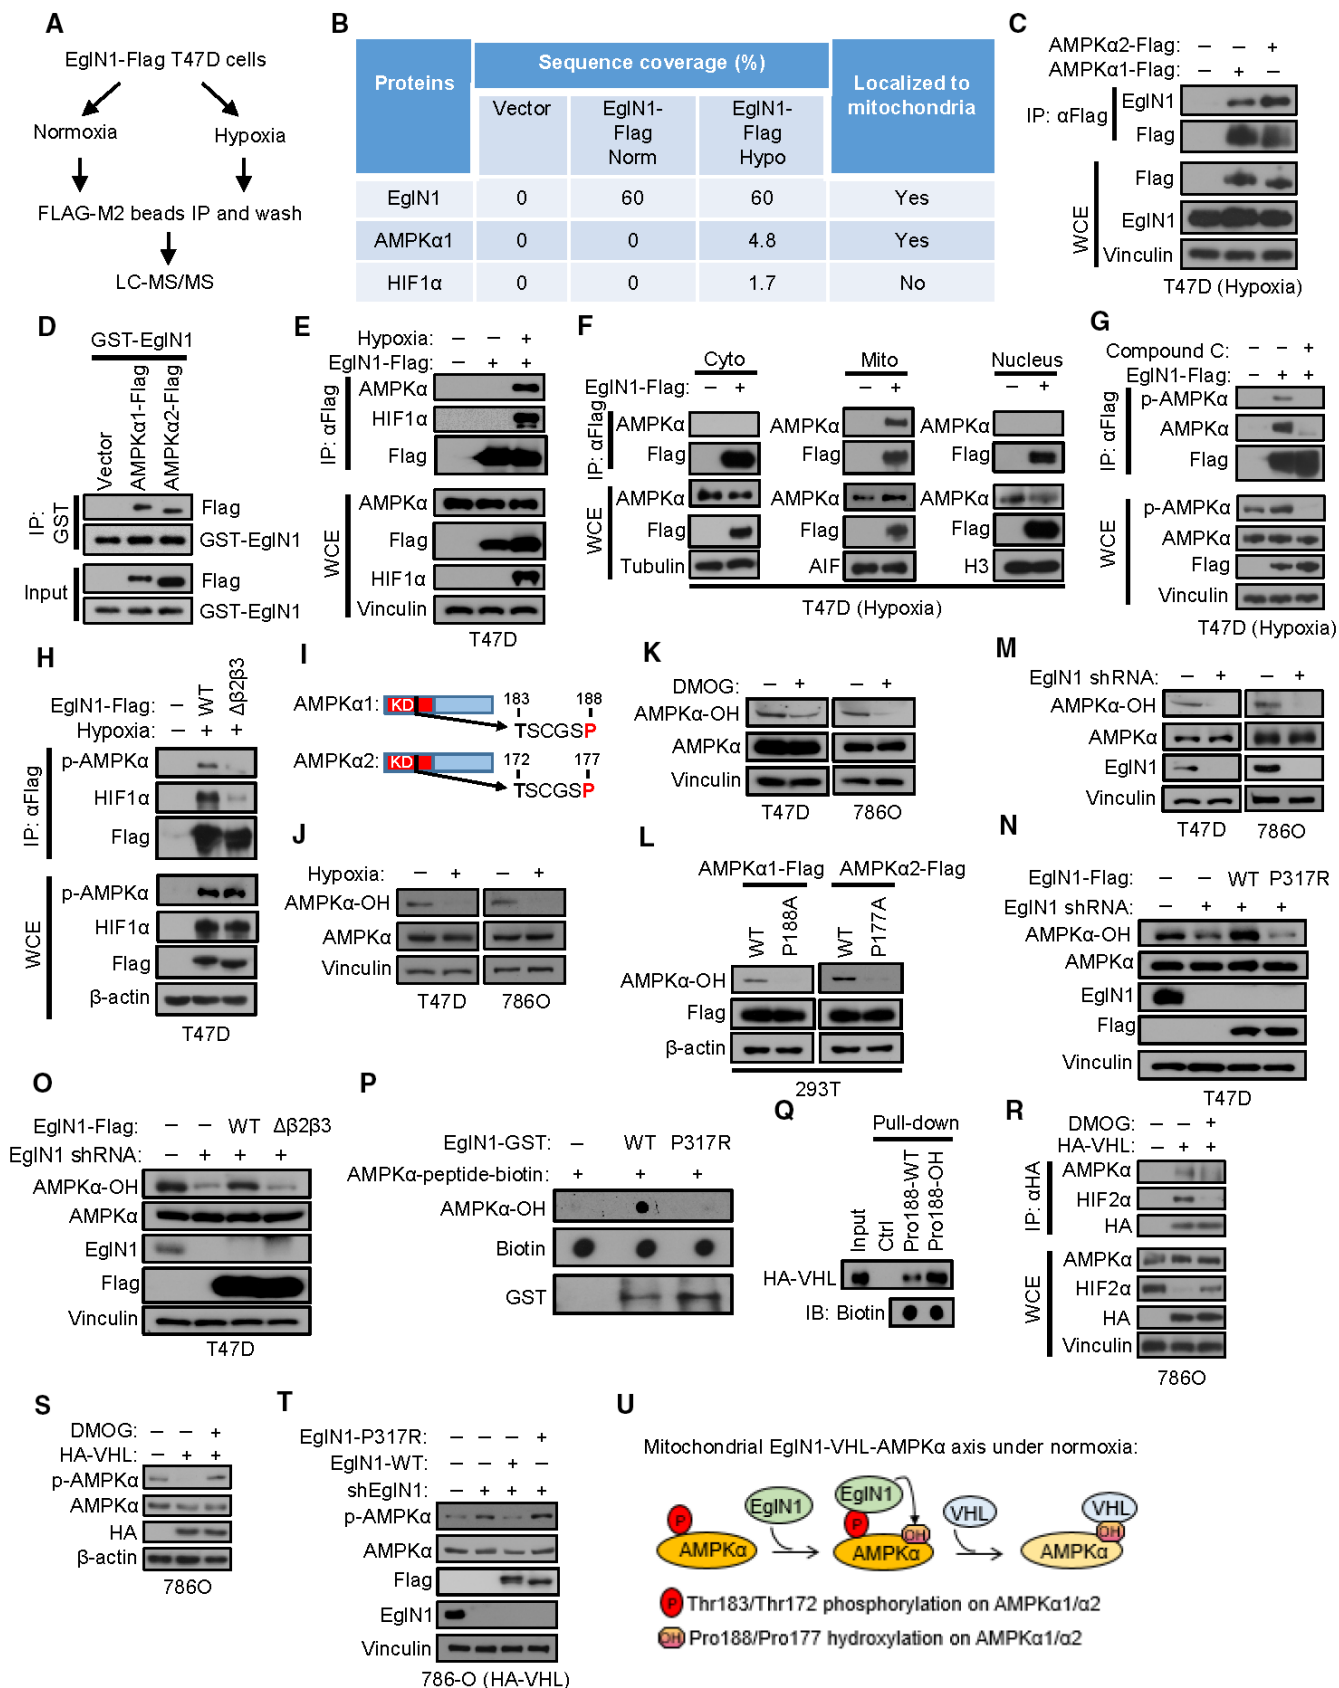 A
EglN1-Flag T47D cells
Normoxia
Hypoxia
FLAG-M2 beads IP and wash
LC-MS/MS
B
Proteins
Sequence coverage (%)
Localized to mitochondria
Vector
EglN1-Flag Norm
EglN1-Flag Hypo
EglN1 0 60 60 Yes
AMPKα1 0 0 4.8 Yes
HIF1α 0 0 1.7 No
C
AMPKα2-Flag: – – +
AMPKα1-Flag: – + –
IP: αFlag
EglN1
Flag
WCE
Flag
EglN1
Vinculin
T47D (Hypoxia)
D
GST-EglN1
Vector
AMPKα1-Flag
AMPKα2-Flag
IP: GST
Flag
GST-EglN1
Input
Flag
GST-EglN1
E
Hypoxia: – – +
EglN1-Flag: – + +
IP: αFlag
AMPKα
HIF1α
Flag
WCE
AMPKα
Flag
HIF1α
Vinculin
T47D
F
Cyto Mito Nucleus
EglN1-Flag: – + – + – +
IP: αFlag
AMPKα AMPKα AMPKα
Flag Flag Flag
WCE
AMPKα AMPKα AMPKα
Flag Flag Flag
Tubulin AIF H3
T47D (Hypoxia)
G
Compound C: – – +
EglN1-Flag: – + +
IP: αFlag
p-AMPKα
AMPKα
Flag
WCE
p-AMPKα
AMPKα
Flag
Vinculin
T47D (Hypoxia)
H
EglN1-Flag: – WT Δβ2β3
Hypoxia: – + +
IP: αFlag
p-AMPKα
HIF1α
Flag
WCE
p-AMPKα
HIF1α
Flag
β-actin
T47D
I
183 188
AMPKα1: KD
TSCGSP
172 177
AMPKα2: KD
TSCGSP
J
Hypoxia: – + – +
AMPKα-OH
AMPKα
Vinculin
T47D 786O
K
DMOG: – + – +
AMPKα-OH
AMPKα
Vinculin
T47D 786O
L
AMPKα1-Flag AMPKα2-Flag
WT P188A WT P177A
AMPKα-OH
Flag
β-actin
293T
M
EglN1 shRNA: – + – +
AMPKα-OH
AMPKα
EglN1
Vinculin
T47D 786O
N
EglN1-Flag: – – WT P317R
EglN1 shRNA: – + + +
AMPKα-OH
AMPKα
EglN1
Flag
Vinculin
T47D
O
EglN1-Flag: – – WT Δβ2β3
EglN1 shRNA: – + + +
AMPKα-OH
AMPKα
EglN1
Flag
Vinculin
T47D
P
EglN1-GST: – WT P317R
AMPKα-peptide-biotin: + + +
AMPKα-OH
Biotin
GST
Q
Pull-down
Input
Ctrl
Pro188-WT
Pro188-OH
HA-VHL
IB: Biotin
R
DMOG: – – +
HA-VHL: – + +
IP: αHA
AMPKα
HIF2α
HA
WCE
AMPKα
HIF2α
HA
Vinculin
786O
S
DMOG: – – +
HA-VHL: – + +
p-AMPKα
AMPKα
HA
β-actin
786O
T
EglN1-P317R: – – – +
EglN1-WT: – – + –
shEglN1: – + + +
p-AMPKα
AMPKα
Flag
EglN1
Vinculin
786-O (HA-VHL)
U
Mitochondrial EglN1-VHL-AMPKα axis under normoxia:
P AMPKα
EglN1
EglN1 P OH AMPKα
VHL
VHL OH AMPKα
P Thr183/Thr172 phosphorylation on AMPKα1/α2
OH Pro188/Pro177 hydroxylation on AMPKα1/α2